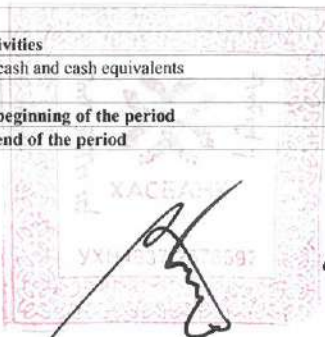 ivities
cash and cash equivalents
beginning of the period
end of the period
ХАСБАНК